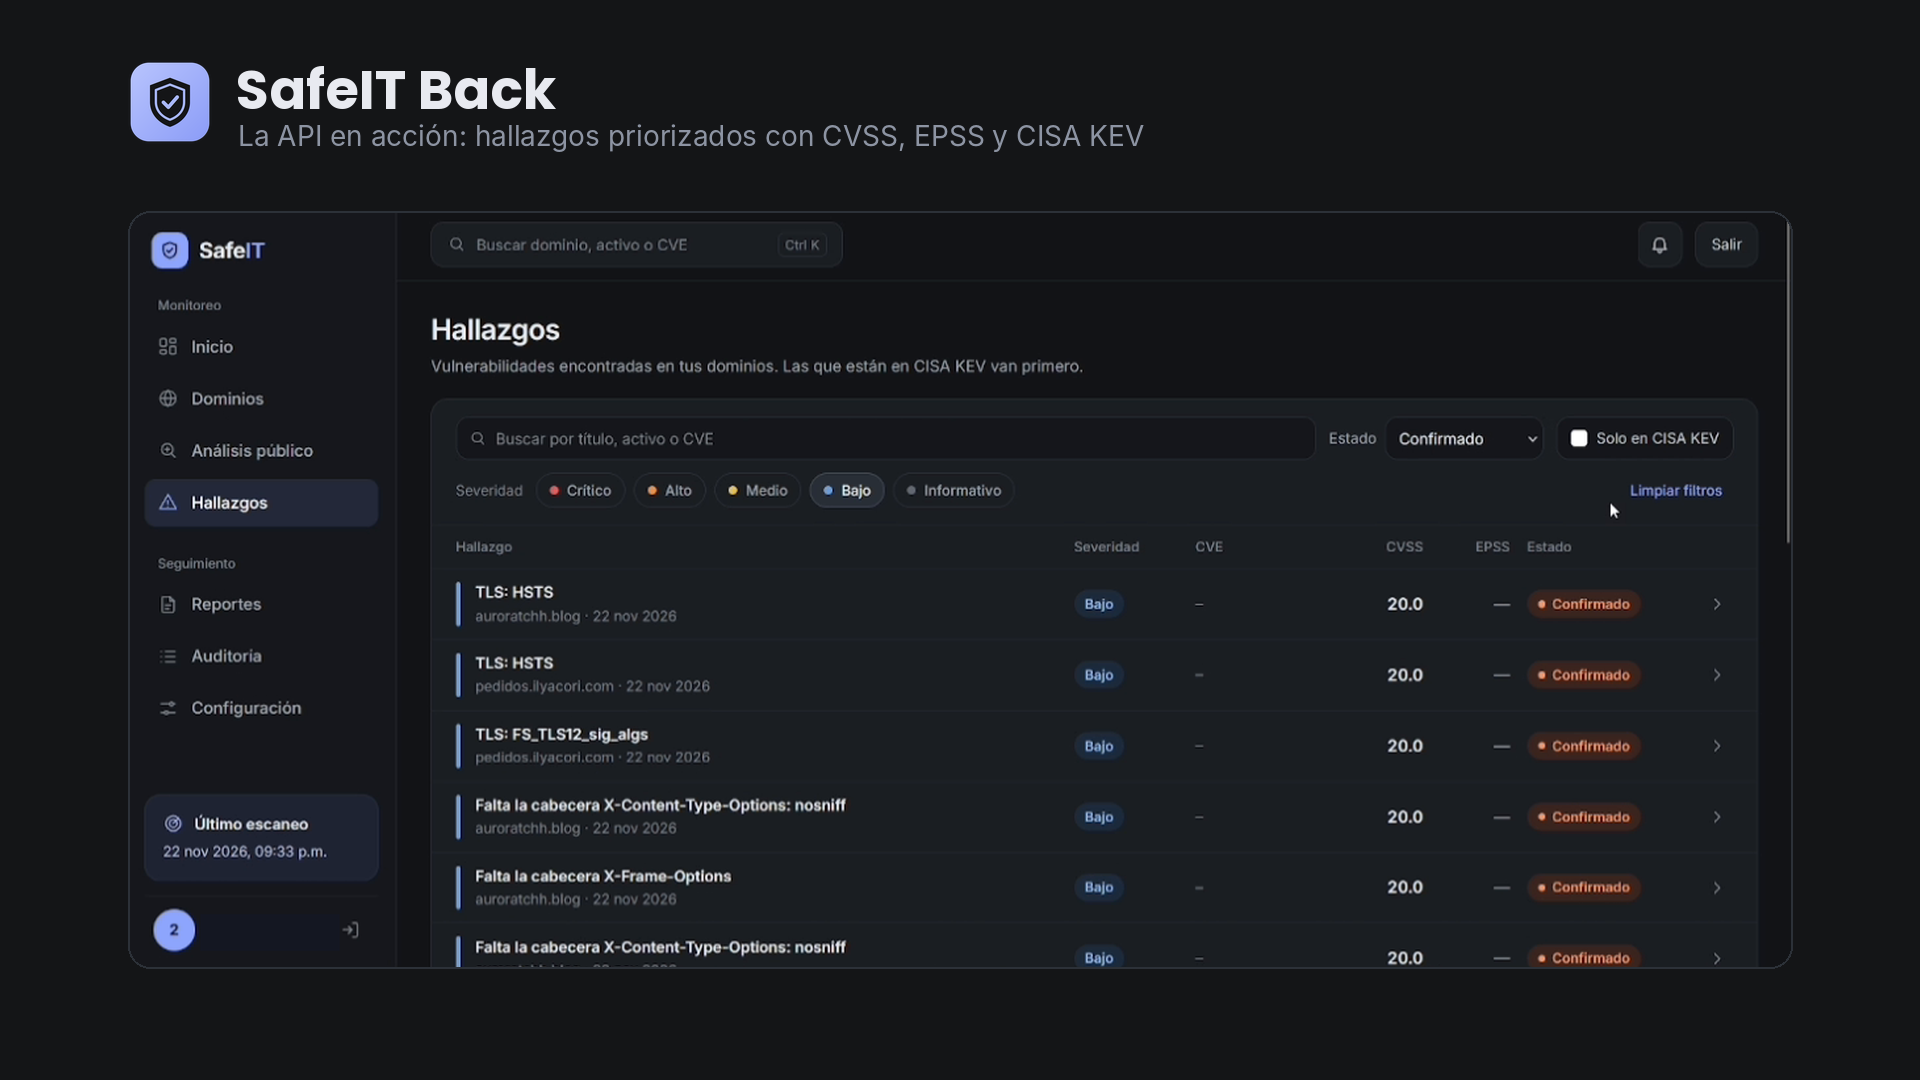 SafeIT Back
La API en acción: hallazgos priorizados con CVSS, EPSS y CISA KEV
SafeIT
Buscar dominio, activo o CVE
Ctrl K
Salir
Monitoreo
Inicio
Dominios
Análisis público
Hallazgos
Seguimiento
Reportes
Auditoria
Configuración
Último escaneo
22 nov 2026, 09:33 p.m.
2
Hallazgos
Vulnerabilidades encontradas en tus dominios. Las que están en CISA KEV van primero.
Buscar por título, activo o CVE
Estado
Confirmado
Solo en CISA KEV
Severidad
Crítico
Alto
Medio
Bajo
Informativo
Limpiar filtros
Hallazgo Severidad CVE CVSS EPSS Estado
TLS: HSTS
auroratchh.blog · 22 nov 2026
Bajo – 20.0 — Confirmado
TLS: HSTS
pedidos.ilyacori.com · 22 nov 2026
Bajo – 20.0 — Confirmado
TLS: FS_TLS12_sig_algs
pedidos.ilyacori.com · 22 nov 2026
Bajo – 20.0 — Confirmado
Falta la cabecera X-Content-Type-Options: nosniff
auroratchh.blog · 22 nov 2026
Bajo – 20.0 — Confirmado
Falta la cabecera X-Frame-Options
auroratchh.blog · 22 nov 2026
Bajo – 20.0 — Confirmado
Falta la cabecera X-Content-Type-Options: nosniff
Bajo – 20.0 — Confirmado